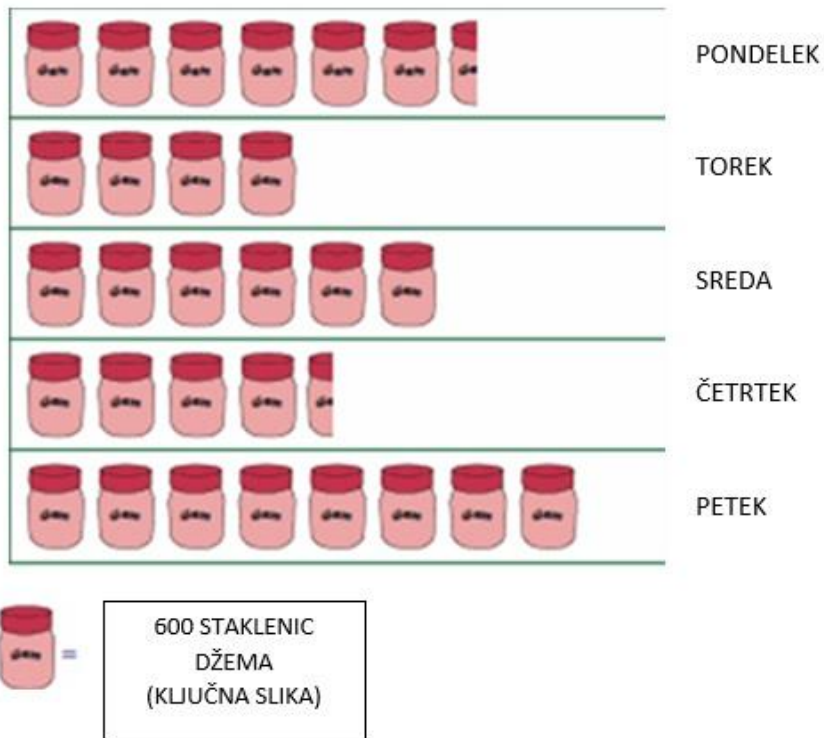 PONDELEK
TOREK
SREDA
ČETRTEK
PETEK
=
600 STAKLENIC
DŽEMA
(KLJUČNA SLIKA)